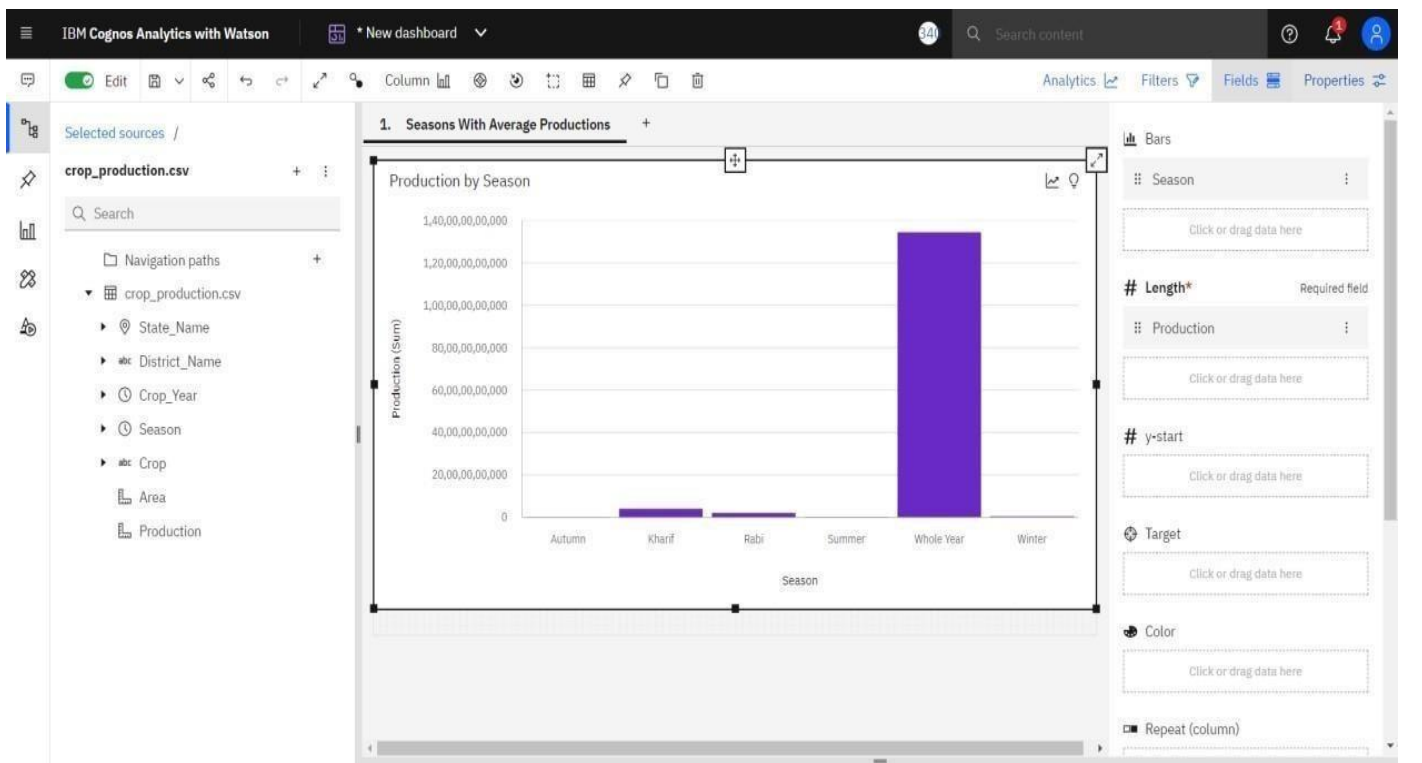 IBM Cognos Analytics with Watson
* New dashboard
340
Search content
1
Edit
Column
Analytics
Filters
Fields
Properties
Selected sources /
crop_production.csv
Search
Navigation paths
crop_production.csv
State_Name
abc District_Name
Crop_Year
Season
abc Crop
Area
Production
1. Seasons With Average Productions
Production by Season
Production (Sum)
1,40,00,00,00,000
1,20,00,00,00,000
1,00,00,00,00,000
80,00,00,00,000
60,00,00,00,000
40,00,00,00,000
20,00,00,00,000
0
Autumn Kharif Rabi Summer Whole Year Winter
Season
Bars
Season
Click or drag data here
# Length* Required field
Production
Click or drag data here
# y-start
Click or drag data here
Target
Click or drag data here
Color
Click or drag data here
Repeat (column)